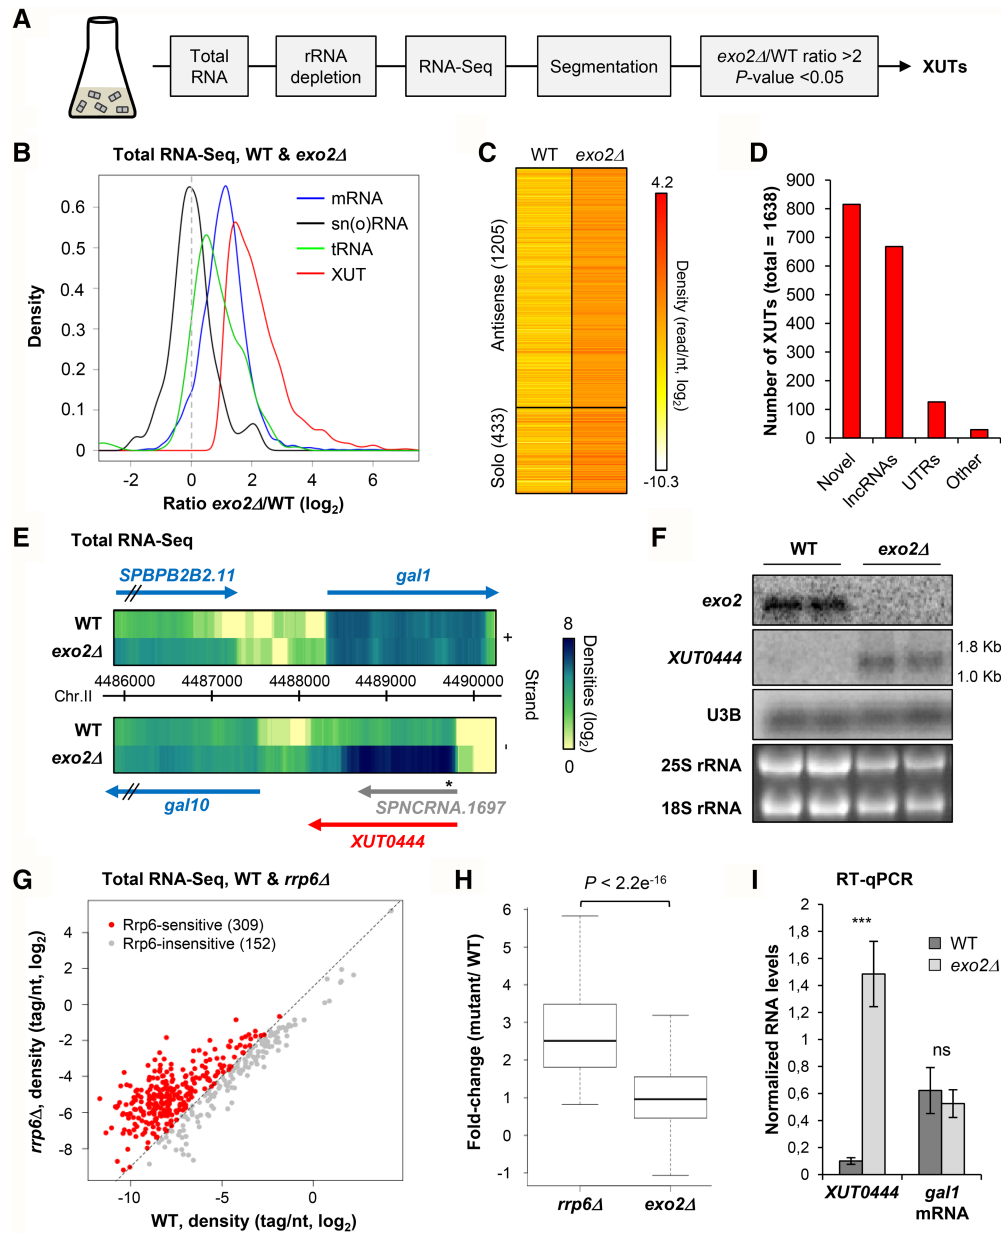 A
Total RNA
rRNA depletion
RNA-Seq
Segmentation
exo2Δ/WT ratio >2
P-value <0.05
XUTs
B
Total RNA-Seq, WT & exo2Δ
mRNA
sn(o)RNA
tRNA
XUT
Density
0.6
0.5
0.4
0.3
0.2
0.1
0
-2
0
2
4
6
Ratio exo2Δ/WT (log2)
C
WT
exo2Δ
Antisense (1205)
Solo (433)
4.2
Density (read/nt, log2)
-10.3
D
Number of XUTs (total = 1638)
900
800
700
600
500
400
300
200
100
0
Novel
lncRNAs
UTRs
Other
E
Total RNA-Seq
SPBPB2B2.11
gal1
WT
exo2Δ
+
4486000
4487000
4488000
4489000
4490000
Chr.II
WT
exo2Δ
-
Strand
8
Densities (log2)
0
gal10
*
SPNCRNA.1697
XUT0444
F
WT
exo2Δ
exo2
XUT0444
1.8 Kb
1.0 Kb
U3B
25S rRNA
18S rRNA
G
Total RNA-Seq, WT & rrp6Δ
Rrp6-sensitive (309)
Rrp6-insensitive (152)
rrp6Δ, density (tag/nt, log2)
4
2
0
-2
-4
-6
-8
-10
-5
0
WT, density (tag/nt, log2)
H
P < 2.2e-16
Fold-change (mutant/ WT)
6
5
4
3
2
1
0
-1
rrp6Δ
exo2Δ
I
RT-qPCR
Normalized RNA levels
2
1,8
1,6
1,4
1,2
1
0,8
0,6
0,4
0,2
0
***
ns
WT
exo2Δ
XUT0444
gal1 mRNA